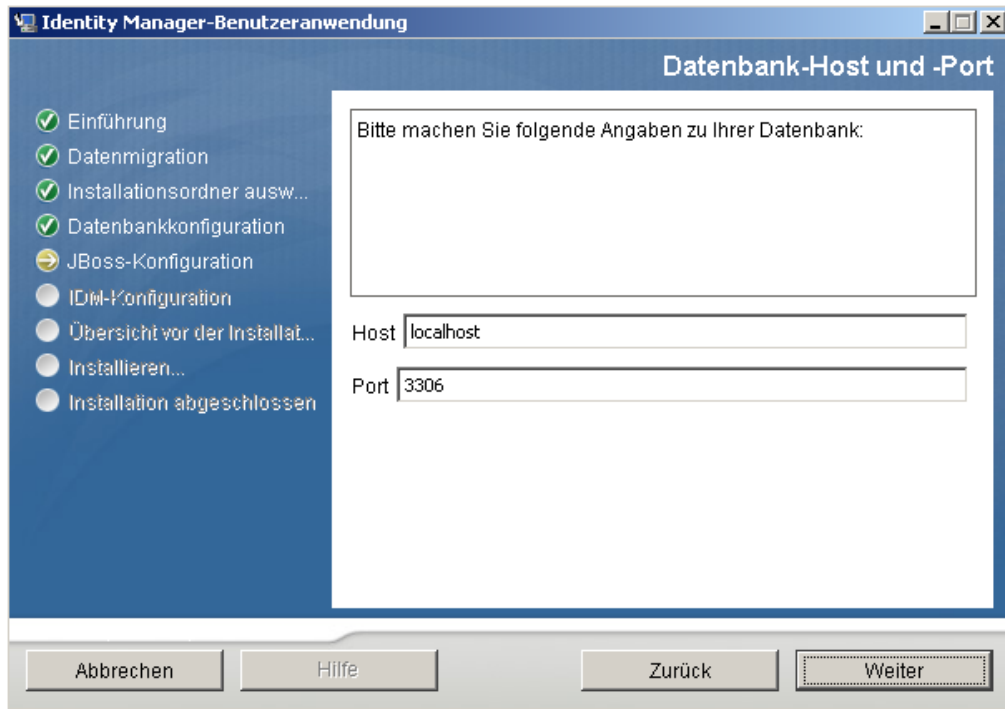 Identity Manager-Benutzeranwendung
Datenbank-Host und -Port
Einführung
Datenmigration
Installationsordner ausw...
Datenbankkonfiguration
JBoss-Konfiguration
IDM-Konfiguration
Übersicht vor der Installat...
Installieren...
Installation abgeschlossen
Bitte machen Sie folgende Angaben zu Ihrer Datenbank:
Host localhost
Port 3306
Abbrechen
Hilfe
Zurück
Weiter